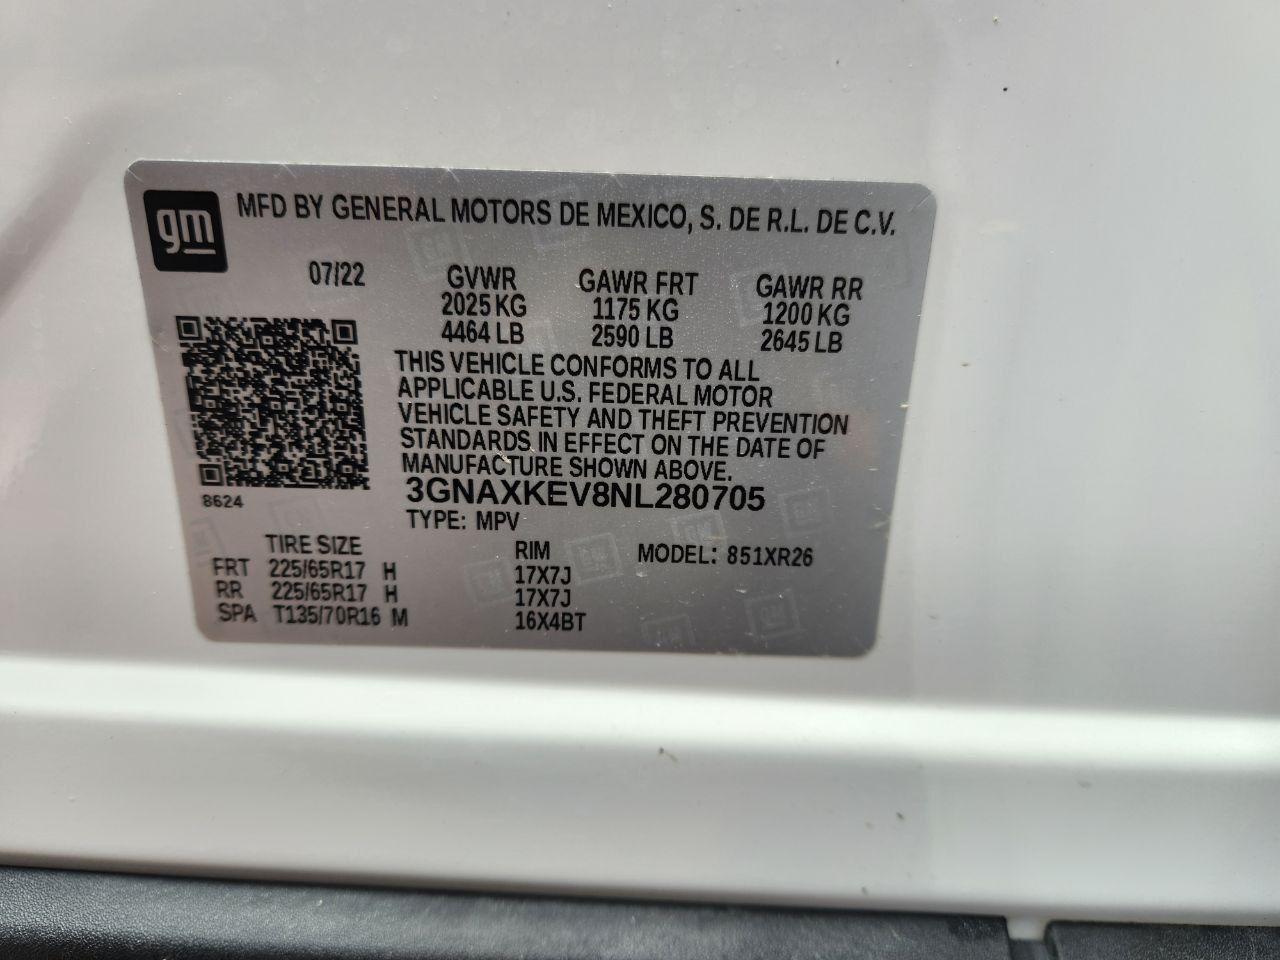 gm
MFD BY GENERAL MOTORS DE MEXICO, S. DE R.L. DE C.V.
07/22 GVWR GAWR FRT GAWR RR
2025 KG 1175 KG 1200 KG
4464 LB 2590 LB 2645 LB
THIS VEHICLE CONFORMS TO ALL
APPLICABLE U.S. FEDERAL MOTOR
VEHICLE SAFETY AND THEFT PREVENTION
STANDARDS IN EFFECT ON THE DATE OF
MANUFACTURE SHOWN ABOVE.
8624
3GNAXKEV8NL280705
TYPE: MPV
TIRE SIZE RIM MODEL: 851XR26
FRT 225/65R17 H 17X7J
RR 225/65R17 H 17X7J
SPA T135/70R16 M 16X4BT